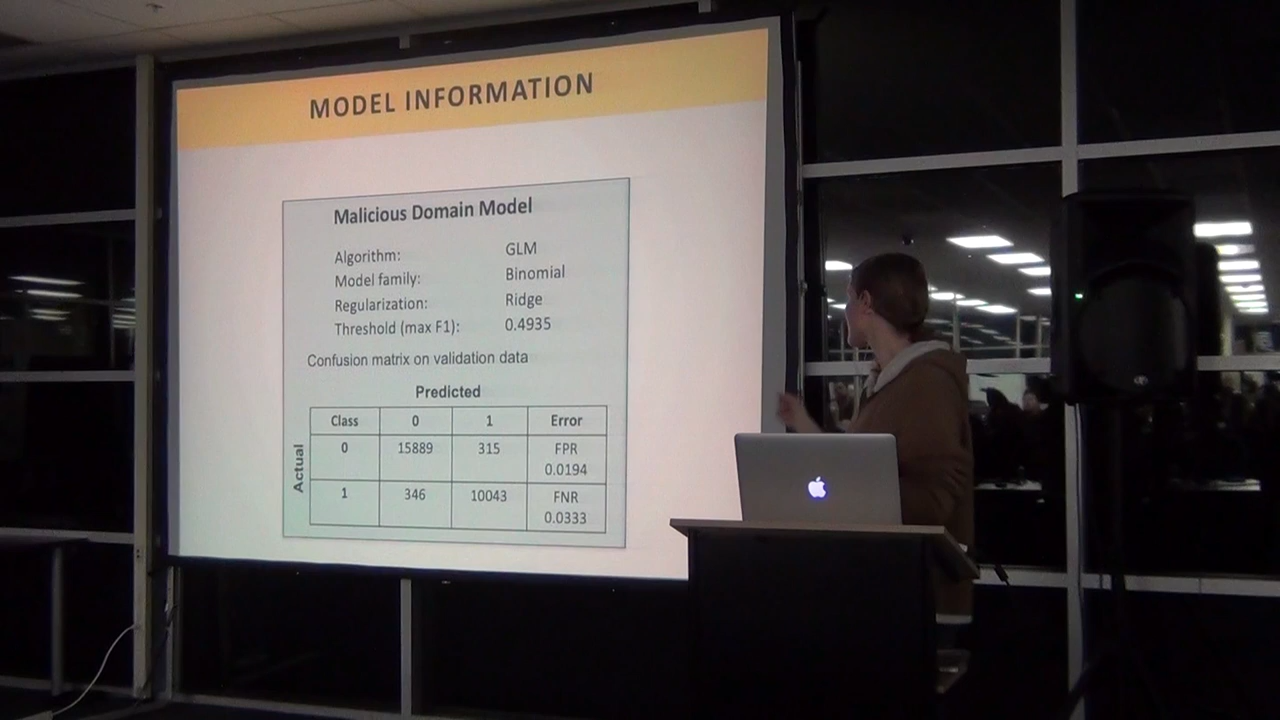 MODEL INFORMATION
Malicious Domain Model
Algorithm: GLM
Model family: Binomial
Regularization: Ridge
Threshold (max F1): 0.4935
Confusion matrix on validation data
Predicted
Actual
Class 0 1 Error
0 15889 315 FPR
0.0194
1 346 10043 FNR
0.0333